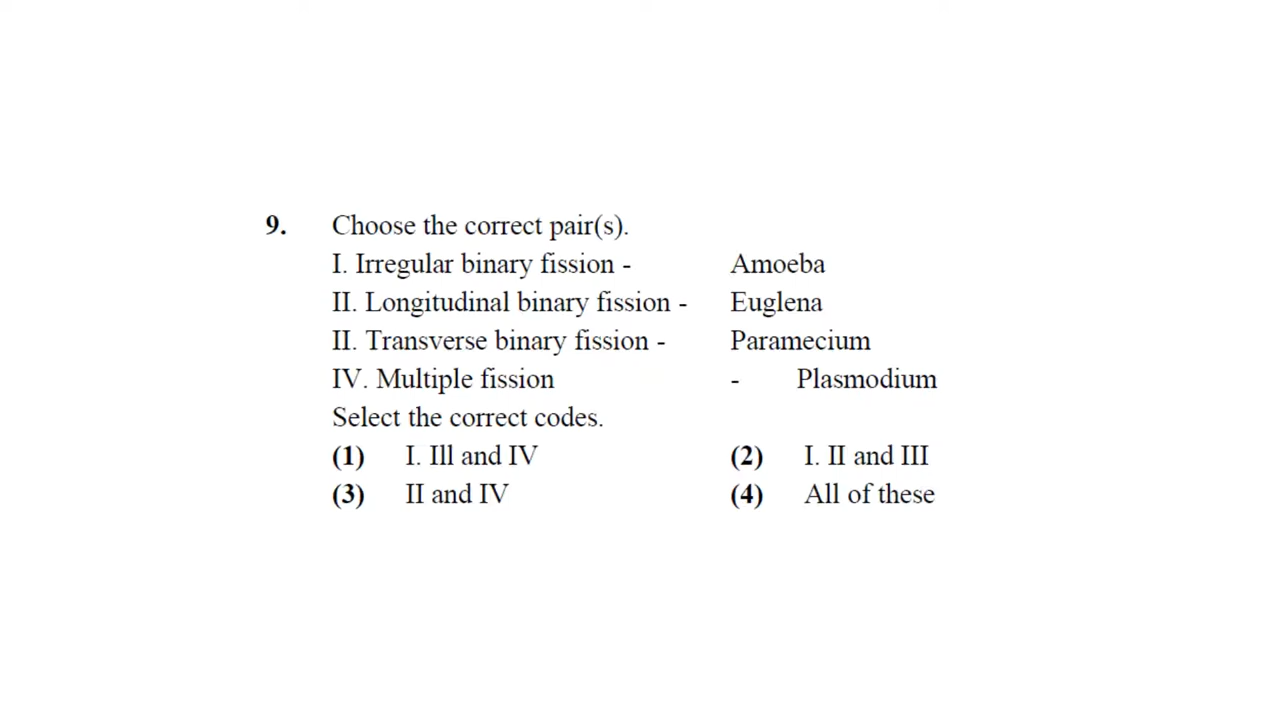 9. Choose the correct pair(s).
I. Irregular binary fission - Amoeba
II. Longitudinal binary fission - Euglena
II. Transverse binary fission - Paramecium
IV. Multiple fission - Plasmodium
Select the correct codes.
(1) I. Ill and IV (2) I. II and III
(3) II and IV (4) All of these